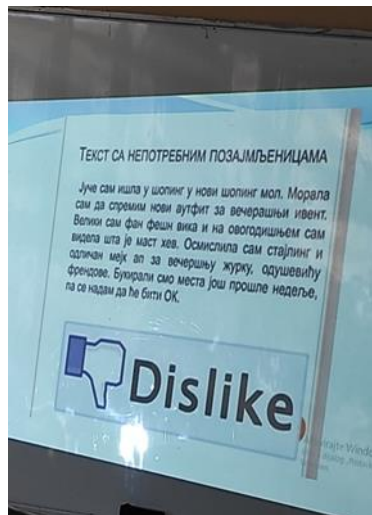 ТЕКСТ СА НЕПОТРЕБНИМ ПОЗАЈМЉЕНИЦАМА
Јуче сам ишла у шопинг у нови шопинг мол. Морала
сам да спремим нови аутфит за вечерашњи ивент.
Велики сам фан фешн вика и на овогодишњем сам
видела шта је маст хев. Осмислила сам стајлинг и
одличан мејк ап за вечершњу журку, одушевићу
френдове. Букирали смо места још прошле недеље,
па се надам да ће бити ОК.
Dislike